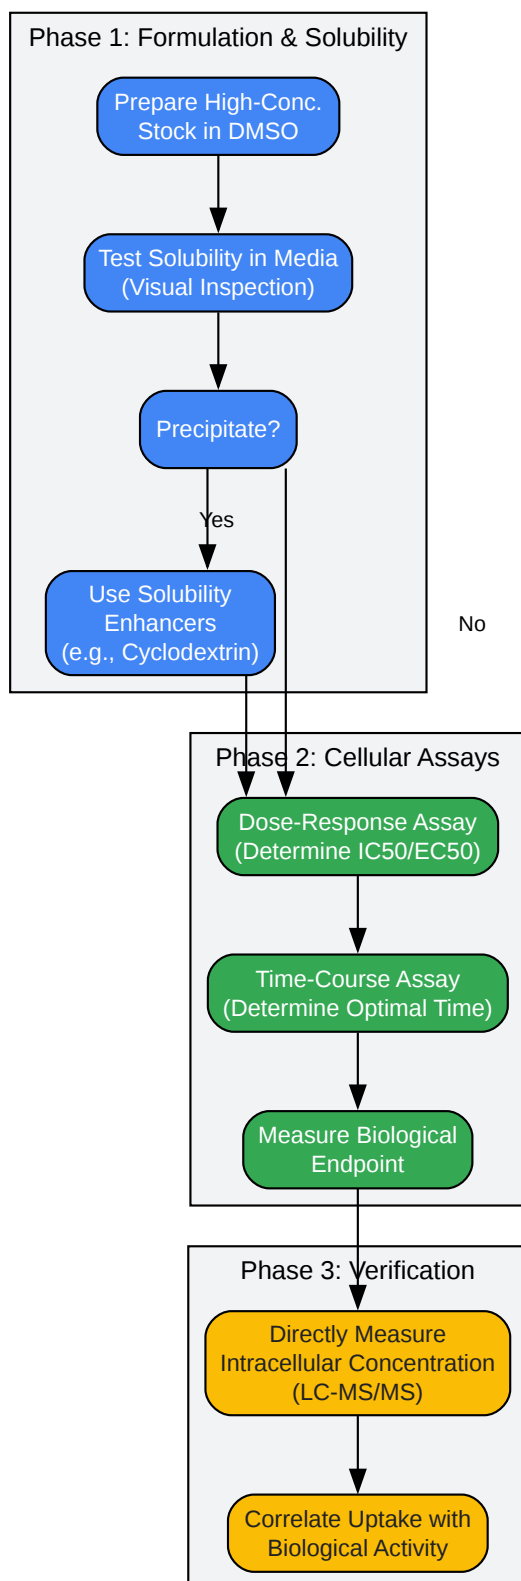 Phase 1: Formulation & Solubility
Prepare High-Conc.
Stock in DMSO
Test Solubility in Media
(Visual Inspection)
Precipitate?
Yes
Use Solubility
Enhancers
(e.g., Cyclodextrin)
No
Phase 2: Cellular Assays
Dose-Response Assay
(Determine IC50/EC50)
Time-Course Assay
(Determine Optimal Time)
Measure Biological
Endpoint
Phase 3: Verification
Directly Measure
Intracellular Concentration
(LC-MS/MS)
Correlate Uptake with
Biological Activity